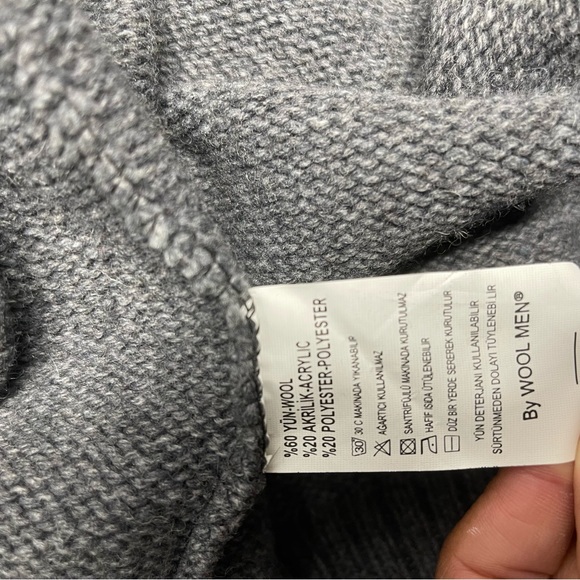 %60 YÜN-WOOL
%20 AKRİLİK-ACRYLIC
%20 POLYESTER-POLYESTER
30 30 C MAKİNADA YIKANABİLİR
AĞARTICI KULLANILMAZ
SANTRİFÜJLÜ MAKİNADA KURUTULMAZ
HAFİF ISIDA ÜTÜLENEBİLİR
DÜZ BİR YERDE SEREREK KURUTULUR
YÜN DETERJANI KULLANILABİLİR
SÜRTÜNMEDEN DOLAYI TÜYLENEBİLİR
By WOOL MEN®